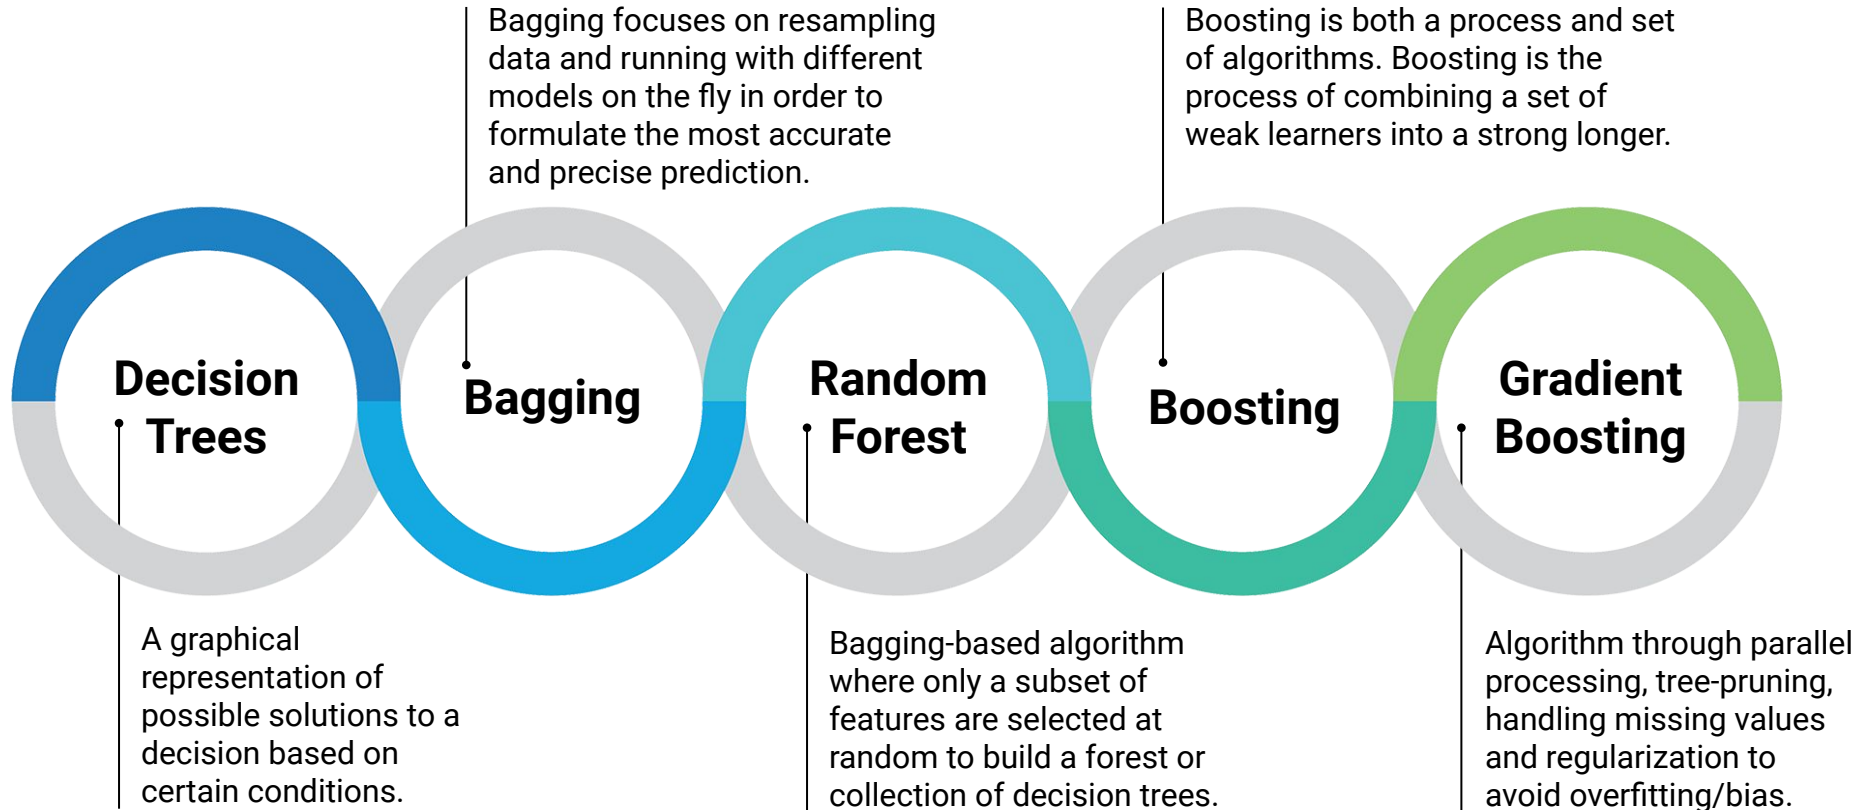 Bagging focuses on resampling
data and running with different
models on the fly in order to
formulate the most accurate
and precise prediction.
Boosting is both a process and set
of algorithms. Boosting is the
process of combining a set of
weak learners into a strong longer.
Decision
Trees
Bagging
Random
Forest
Boosting
Gradient
Boosting
A graphical
representation of
possible solutions to a
decision based on
certain conditions.
Bagging-based algorithm
where only a subset of
features are selected at
random to build a forest or
collection of decision trees.
Algorithm through parallel
processing, tree-pruning,
handling missing values
and regularization to
avoid overfitting/bias.